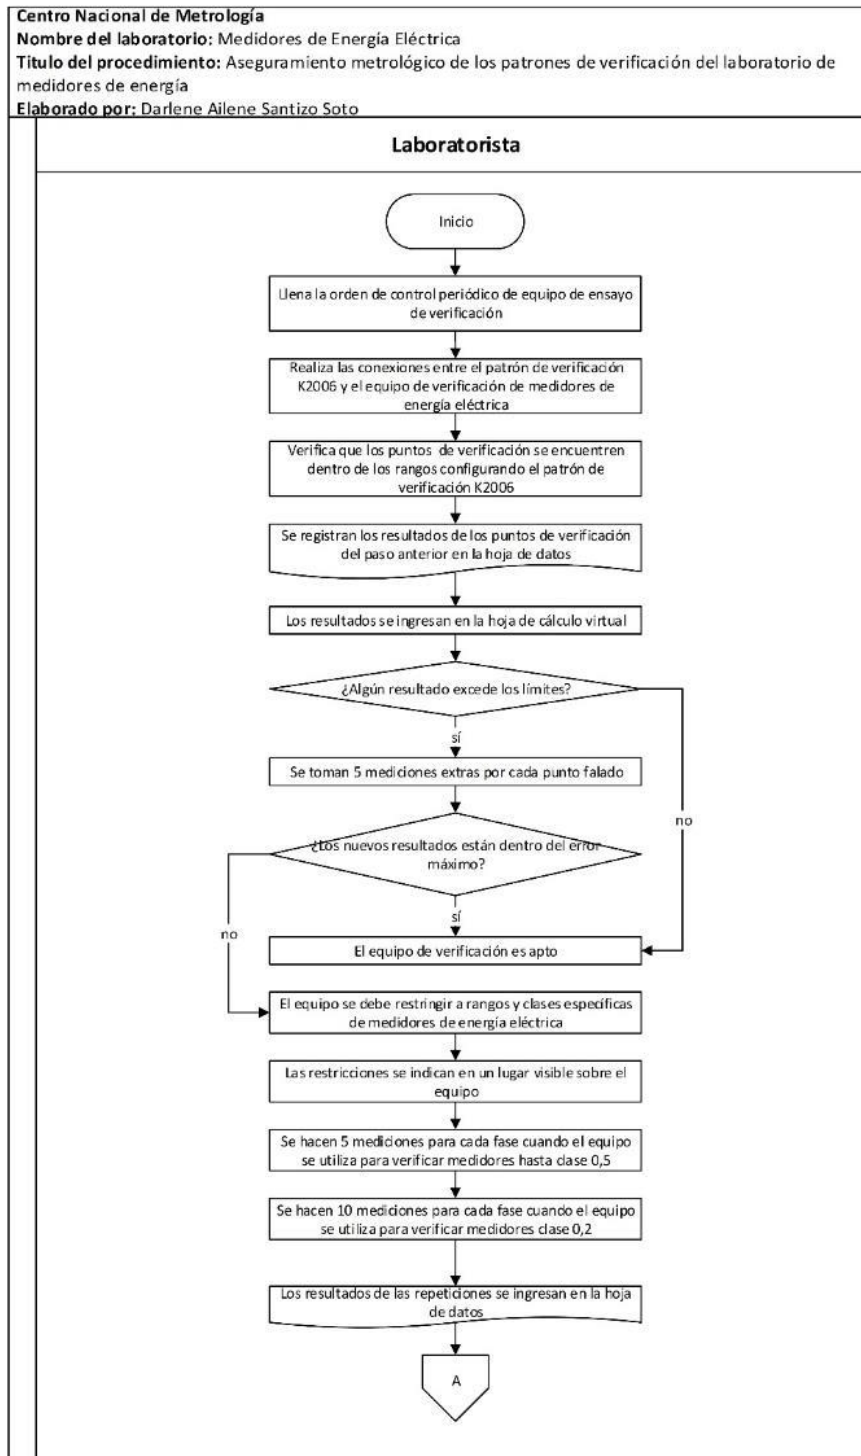 Centro Nacional de Metrología
Nombre del laboratorio: Medidores de Energía Eléctrica
Titulo del procedimiento: Aseguramiento metrológico de los patrones de verificación del laboratorio de
medidores de energía
Elaborado por: Darlene Ailene Santizo Soto
Laboratorista
Inicio
Llena la orden de control periódico de equipo de ensayo
de verificación
Realiza las conexiones entre el patrón de verificación
K2006 y el equipo de verificación de medidores de
energía eléctrica
Verifica que los puntos de verificación se encuentren
dentro de los rangos configurando el patrón de
verificación K2006
Se registran los resultados de los puntos de verificación
del paso anterior en la hoja de datos
Los resultados se ingresan en la hoja de cálculo virtual
¿Algún resultado excede los límites?
sí
Se toman 5 mediciones extras por cada punto falado
no
¿Los nuevos resultados están dentro del error
máximo?
sí
no
El equipo de verificación es apto
El equipo se debe restringir a rangos y clases específicas
de medidores de energía eléctrica
Las restricciones se indican en un lugar visible sobre el
equipo
Se hacen 5 mediciones para cada fase cuando el equipo
se utiliza para verificar medidores hasta clase 0,5
Se hacen 10 mediciones para cada fase cuando el equipo
se utiliza para verificar medidores clase 0,2
Los resultados de las repeticiones se ingresan en la hoja
de datos
A